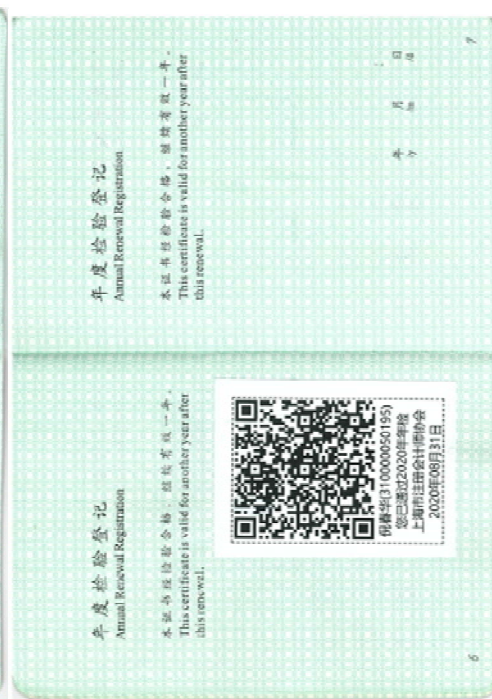 年度检验登记
Annual Renewal Registration
本证书经检验合格，继续有效一年。
This certificate is valid for another year after
this renewal.
倪春华(310000050195)
您已通过2020年年检
上海市注册会计师协会
2020年08月31日
6
年度检验登记
Annual Renewal Registration
本证书经检验合格，继续有效一年。
This certificate is valid for another year after
this renewal.
年 月 日
/y /m /d
7